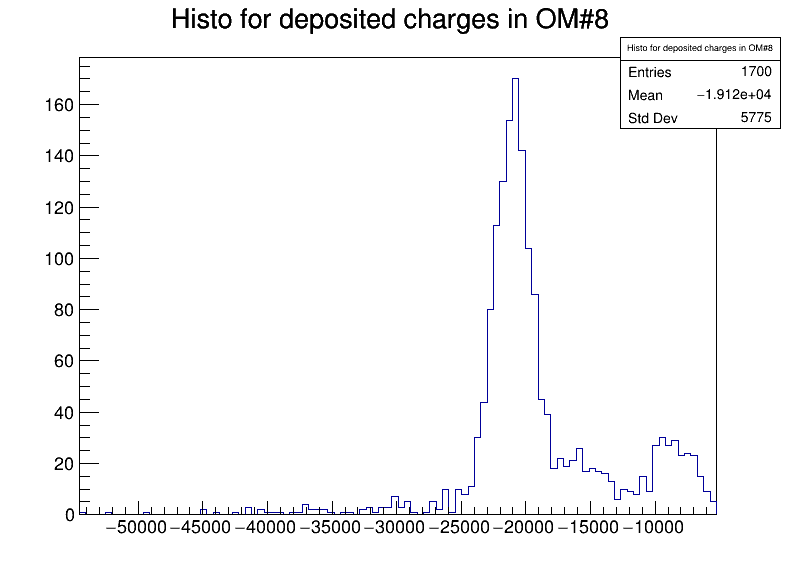 Histo for deposited charges in OM#8
Histo for deposited charges in OM#8
Entries 1700
Mean −1.912e+04
Std Dev 5775
160
140
120
100
80
60
40
20
0
−50000 −45000 −40000 −35000 −30000 −25000 −20000 −15000 −10000